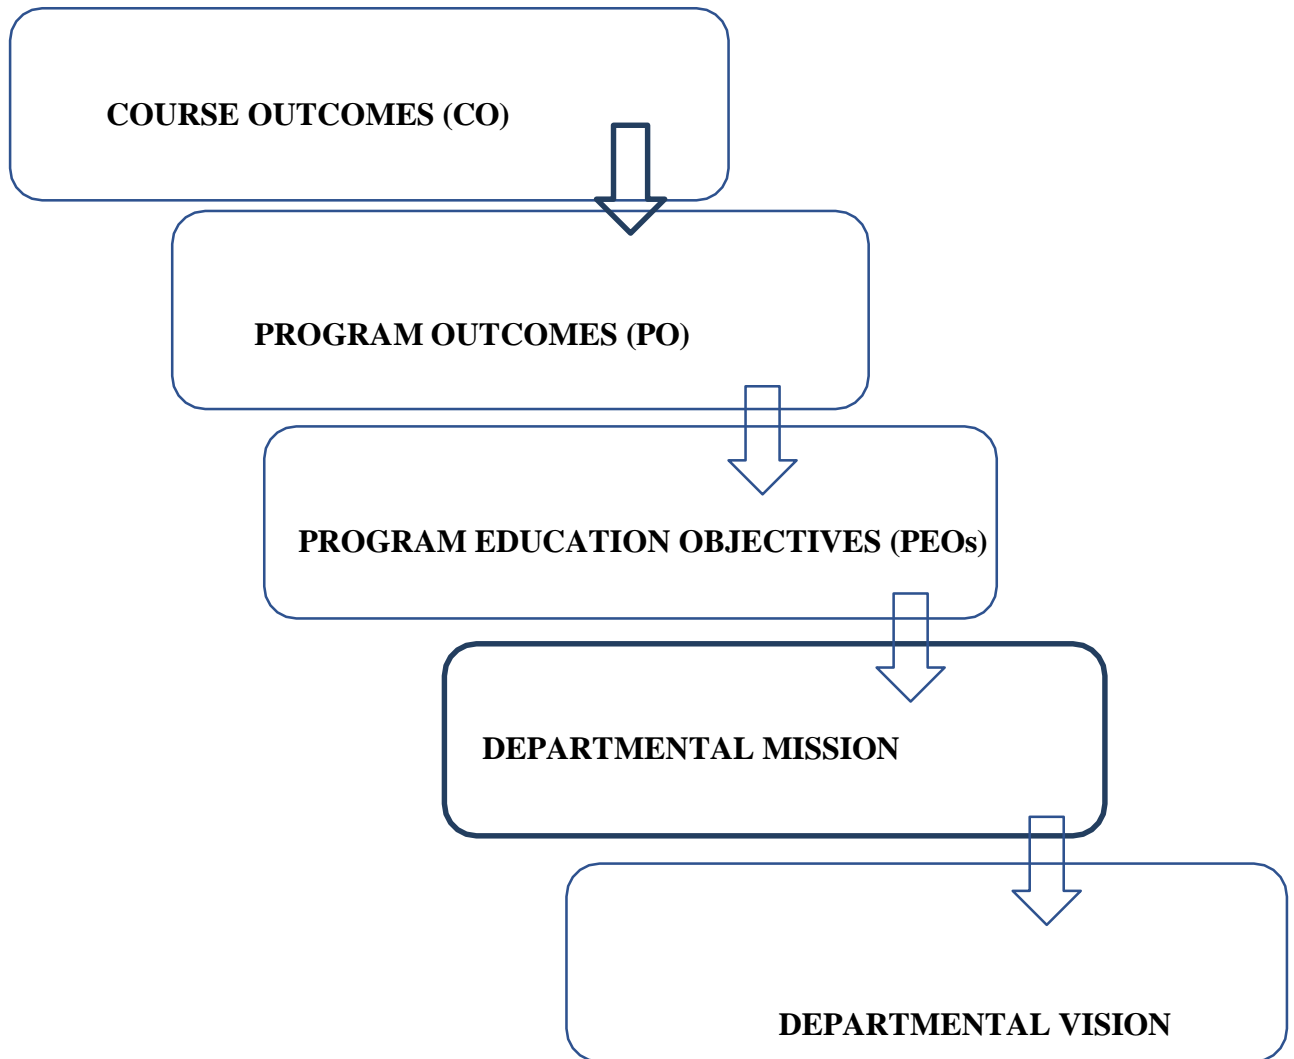 COURSE OUTCOMES (CO)
PROGRAM OUTCOMES (PO)
PROGRAM EDUCATION OBJECTIVES (PEOs)
DEPARTMENTAL MISSION
DEPARTMENTAL VISION